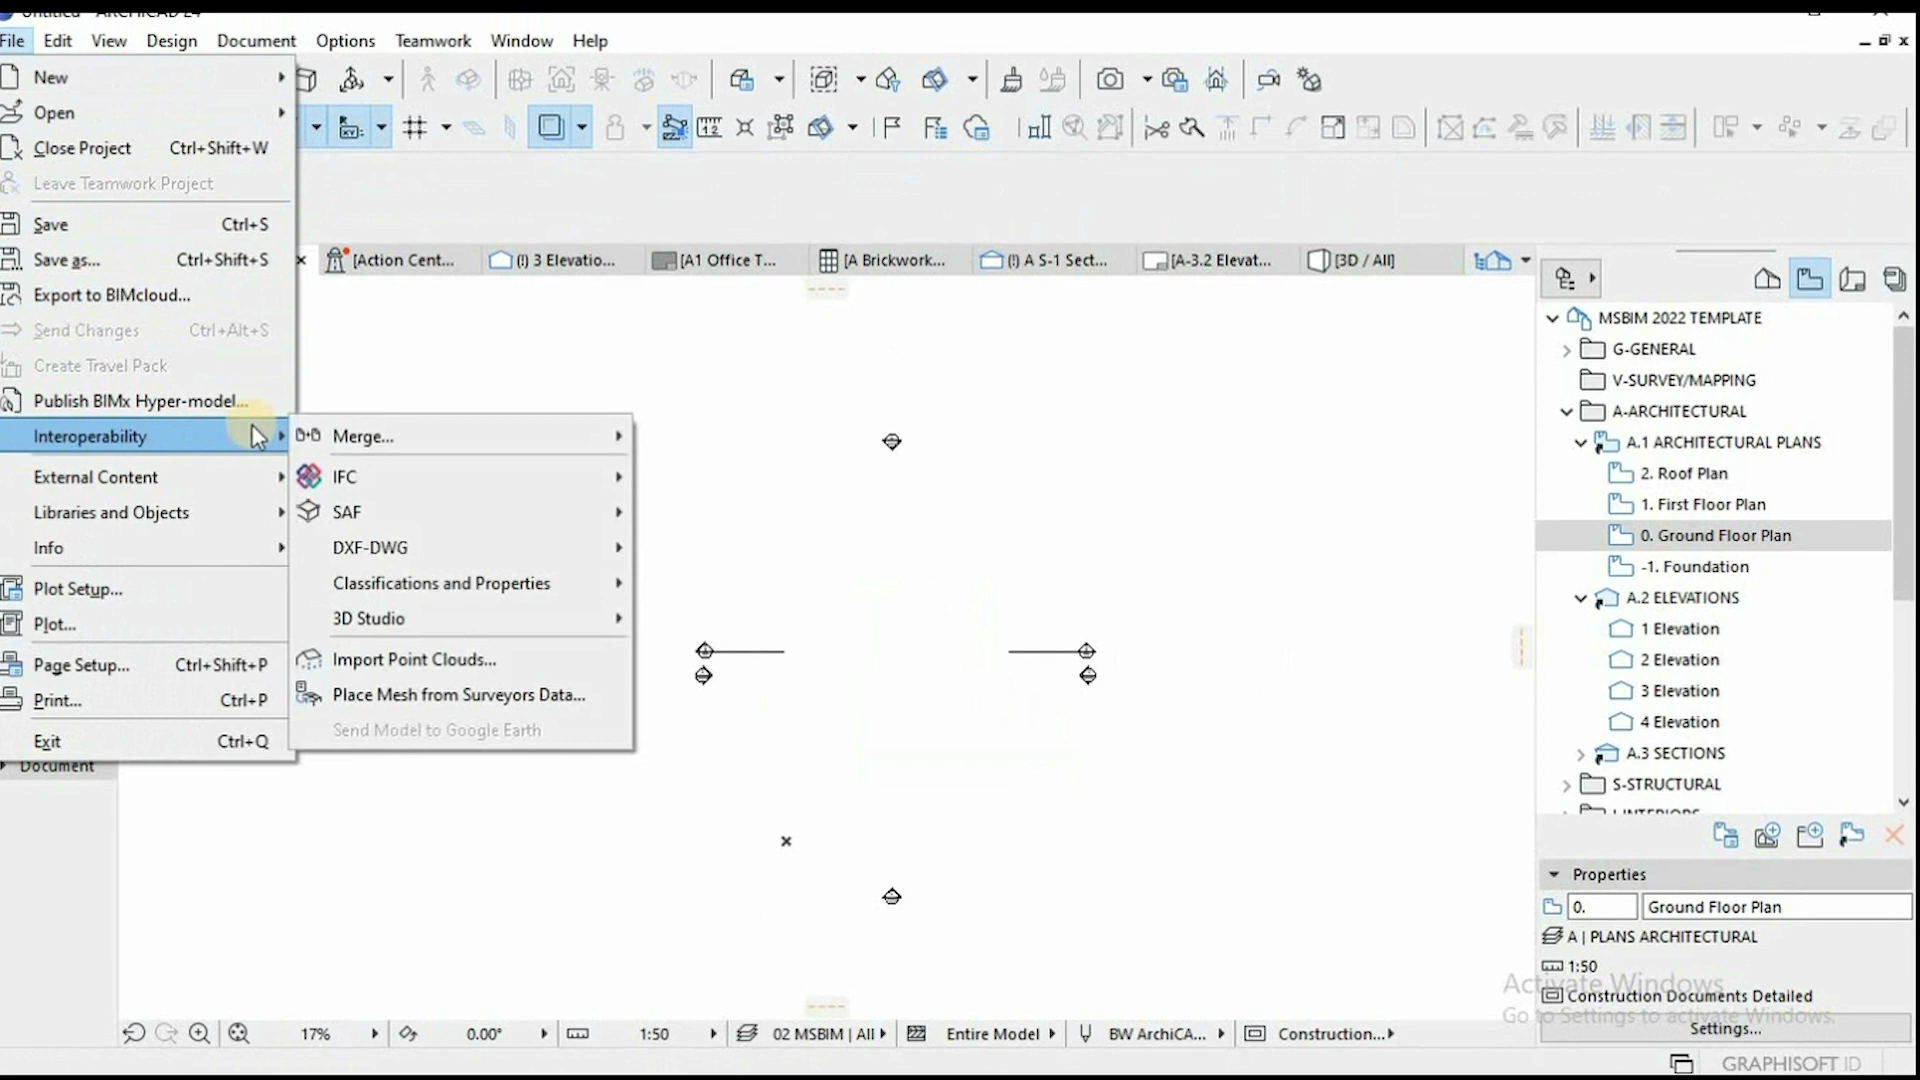 Untitled - ARCHICAD 24
File Edit View Design Document Options Teamwork Window Help
New
Open
Close Project Ctrl+Shift+W
Leave Teamwork Project
Save Ctrl+S
Save as... Ctrl+Shift+S
Export to BIMcloud...
Send Changes Ctrl+Alt+S
Create Travel Pack
Publish BIMx Hyper-model...
Interoperability
External Content
Libraries and Objects
Info
Plot Setup...
Plot...
Page Setup... Ctrl+Shift+P
Print... Ctrl+P
Exit Ctrl+Q
Document
Merge...
IFC
SAF
DXF-DWG
Classifications and Properties
3D Studio
Import Point Clouds...
Place Mesh from Surveyors Data...
Send Model to Google Earth
[Action Cent... (!) 3 Elevatio... [A1 Office T... [A Brickwork... (!) A S-1 Sect... [A-3.2 Elevat... [3D / All]
MSBIM 2022 TEMPLATE
G-GENERAL
V-SURVEY/MAPPING
A-ARCHITECTURAL
A.1 ARCHITECTURAL PLANS
2. Roof Plan
1. First Floor Plan
0. Ground Floor Plan
-1. Foundation
A.2 ELEVATIONS
1 Elevation
2 Elevation
3 Elevation
4 Elevation
A.3 SECTIONS
S-STRUCTURAL
I-INTERIORS
Properties
0. Ground Floor Plan
A | PLANS ARCHITECTURAL
1:50
Construction Documents Detailed
Settings...
Activate Windows
Go to Settings to activate Windows.
17% 0.00° 1:50 02 MSBIM | All Entire Model BW ArchiCA... Construction...
GRAPHISOFT ID